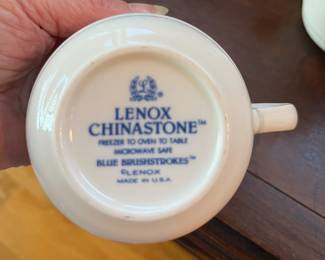 L
LENOX
CHINASTONE™
FREEZER TO OVEN TO TABLE
MICROWAVE SAFE
BLUE BRUSHSTROKES™
©LENOX
MADE IN U.S.A.